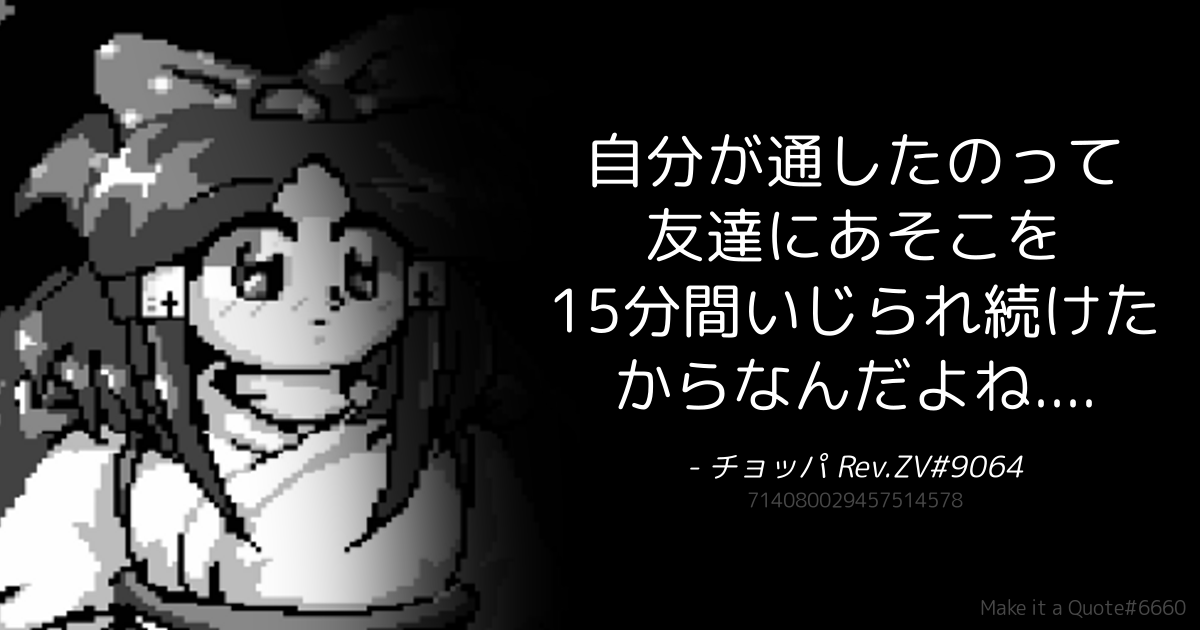 自分が通したのって
友達にあそこを
15分間いじられ続けた
からなんだよね....
- チョッパ Rev.ZV#9064
714080029457514578
Make it a Quote#6660